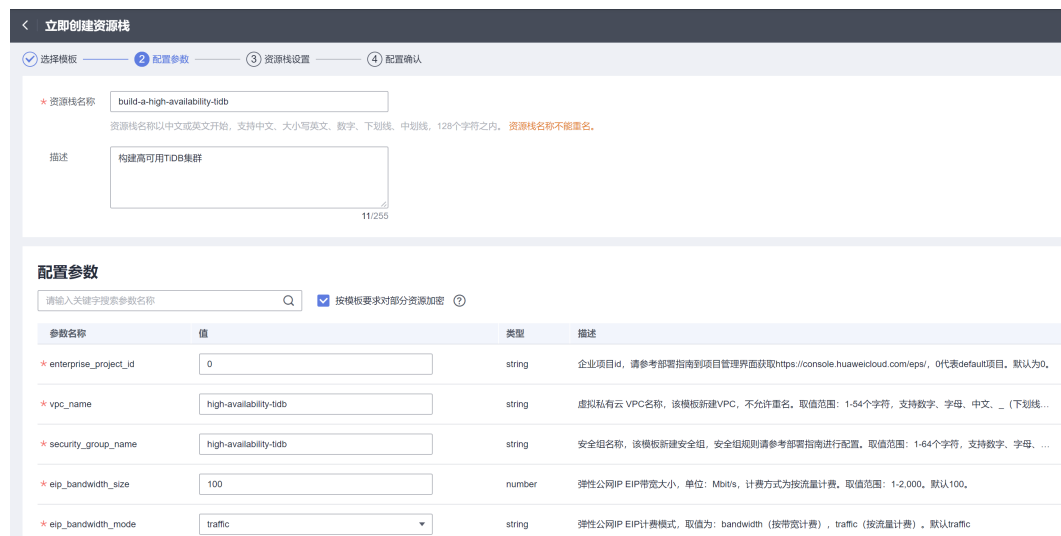 立即创建资源栈
选择模板 2 配置参数 3 资源栈设置 4 配置确认
* 资源栈名称 build-a-high-availability-tidb
资源栈名称以中文或英文开始，支持中文、大小写英文、数字、下划线、中划线，128个字符之内。 资源栈名称不能重名。
描述 构建高可用TiDB集群
11/255
配置参数
请输入关键字搜索参数名称 按模板要求对部分资源加密 ?
参数名称 值 类型 描述
* enterprise_project_id 0 string 企业项目id，请参考部署指南到项目管理界面获取https://console.huaweicloud.com/eps/，0代表default项目。默认为0。
* vpc_name high-availability-tidb string 虚拟私有云 VPC名称，该模板新建VPC，不允许重名。取值范围：1-54个字符，支持数字、字母、中文、_（下划线...
* security_group_name high-availability-tidb string 安全组名称，该模板新建安全组，安全组规则请参考部署指南进行配置。取值范围：1-64个字符，支持数字、字母、...
* eip_bandwidth_size 100 number 弹性公网IP EIP带宽大小，单位：Mbit/s，计费方式为按流量计费。取值范围：1-2,000。默认100。
* eip_bandwidth_mode traffic string 弹性公网IP EIP计费模式，取值为：bandwidth（按带宽计费），traffic（按流量计费）。默认traffic